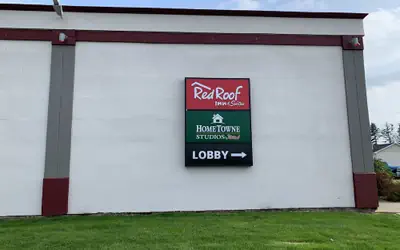 Red Roof
INN & Suites
HOMETOWNE
STUDIOS
LOBBY →